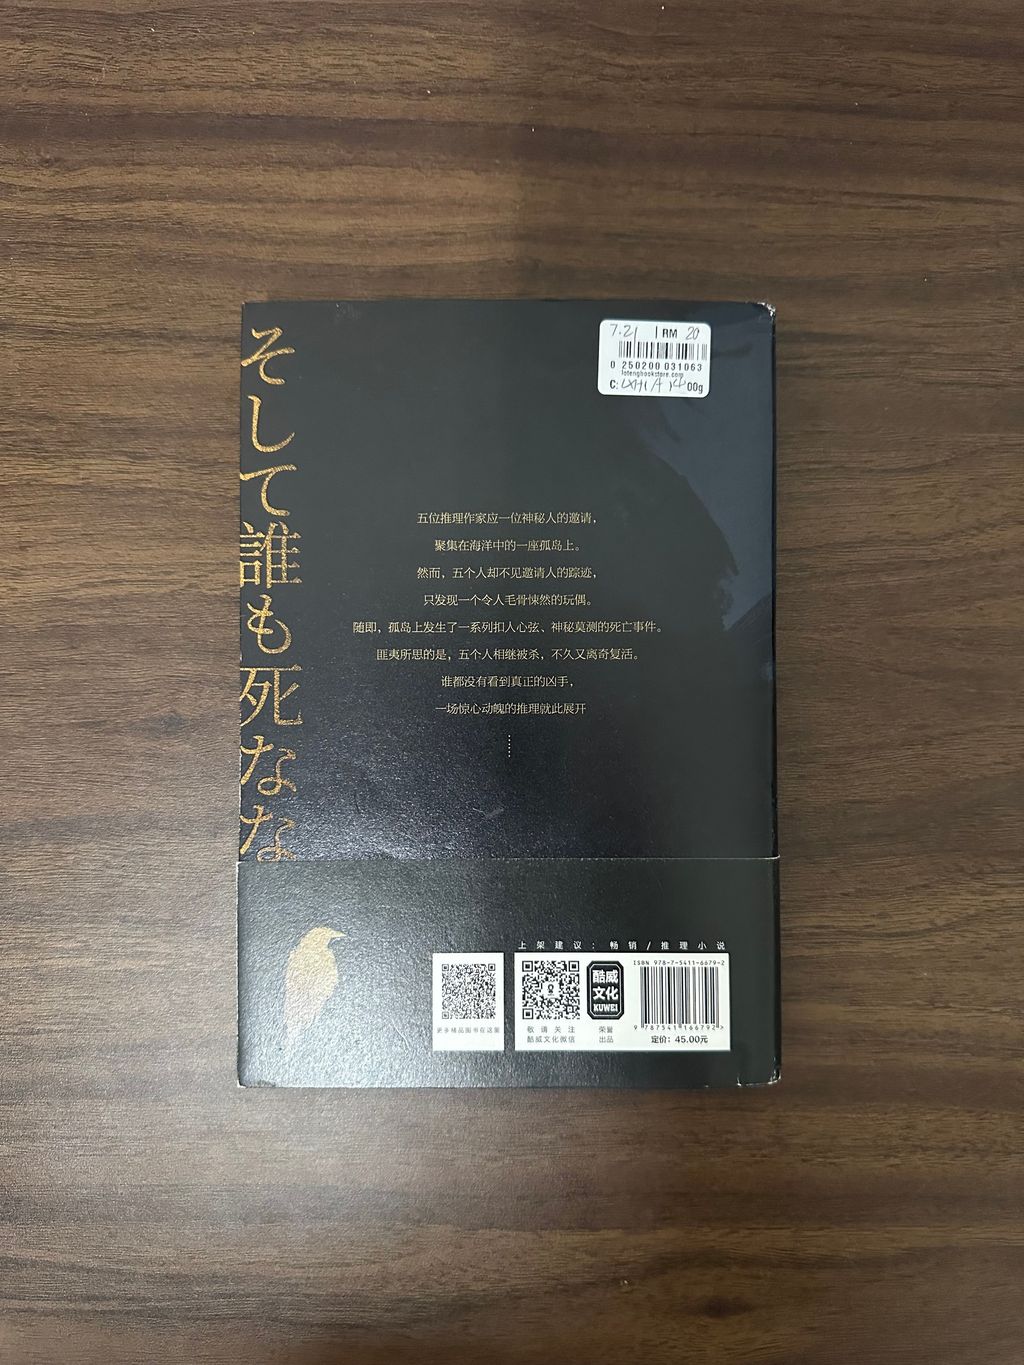 そして誰も死なな
7.21 RM 20
0 250200 031063
lotengbookstore.com
C: 00g
五位推理作家应一位神秘人的邀请，
聚集在海洋中的一座孤岛上。
然而，五个人却不见邀请人的踪迹，
只发现一个令人毛骨悚然的玩偶。
随即，孤岛上发生了一系列扣人心弦、神秘莫测的死亡事件。
匪夷所思的是，五个人相继被杀，不久又离奇复活。
谁都没有看到真正的凶手，
一场惊心动魄的推理就此展开
……
上架建议：畅销/推理小说
更多精品图书在这里
敬请关注
酷威文化微信
酷威
文化
KUWEI
荣誉
出品
ISBN 978-7-5411-6679-2
9 787541 166792 >
定价：45.00元